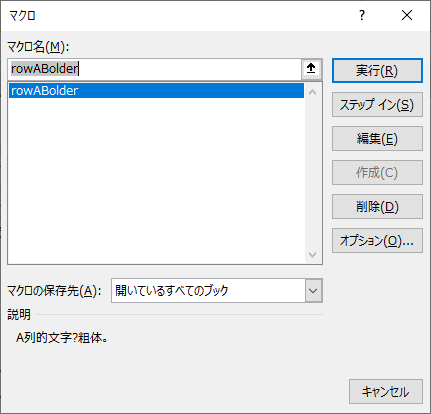 マクロ
マクロ名(M):
rowABolder
rowABolder
実行(R)
ステップ イン(S)
編集(E)
作成(C)
削除(D)
オプション(O)...
マクロの保存先(A):
開いているすべてのブック
説明
A列的文字?粗体。
キャンセル